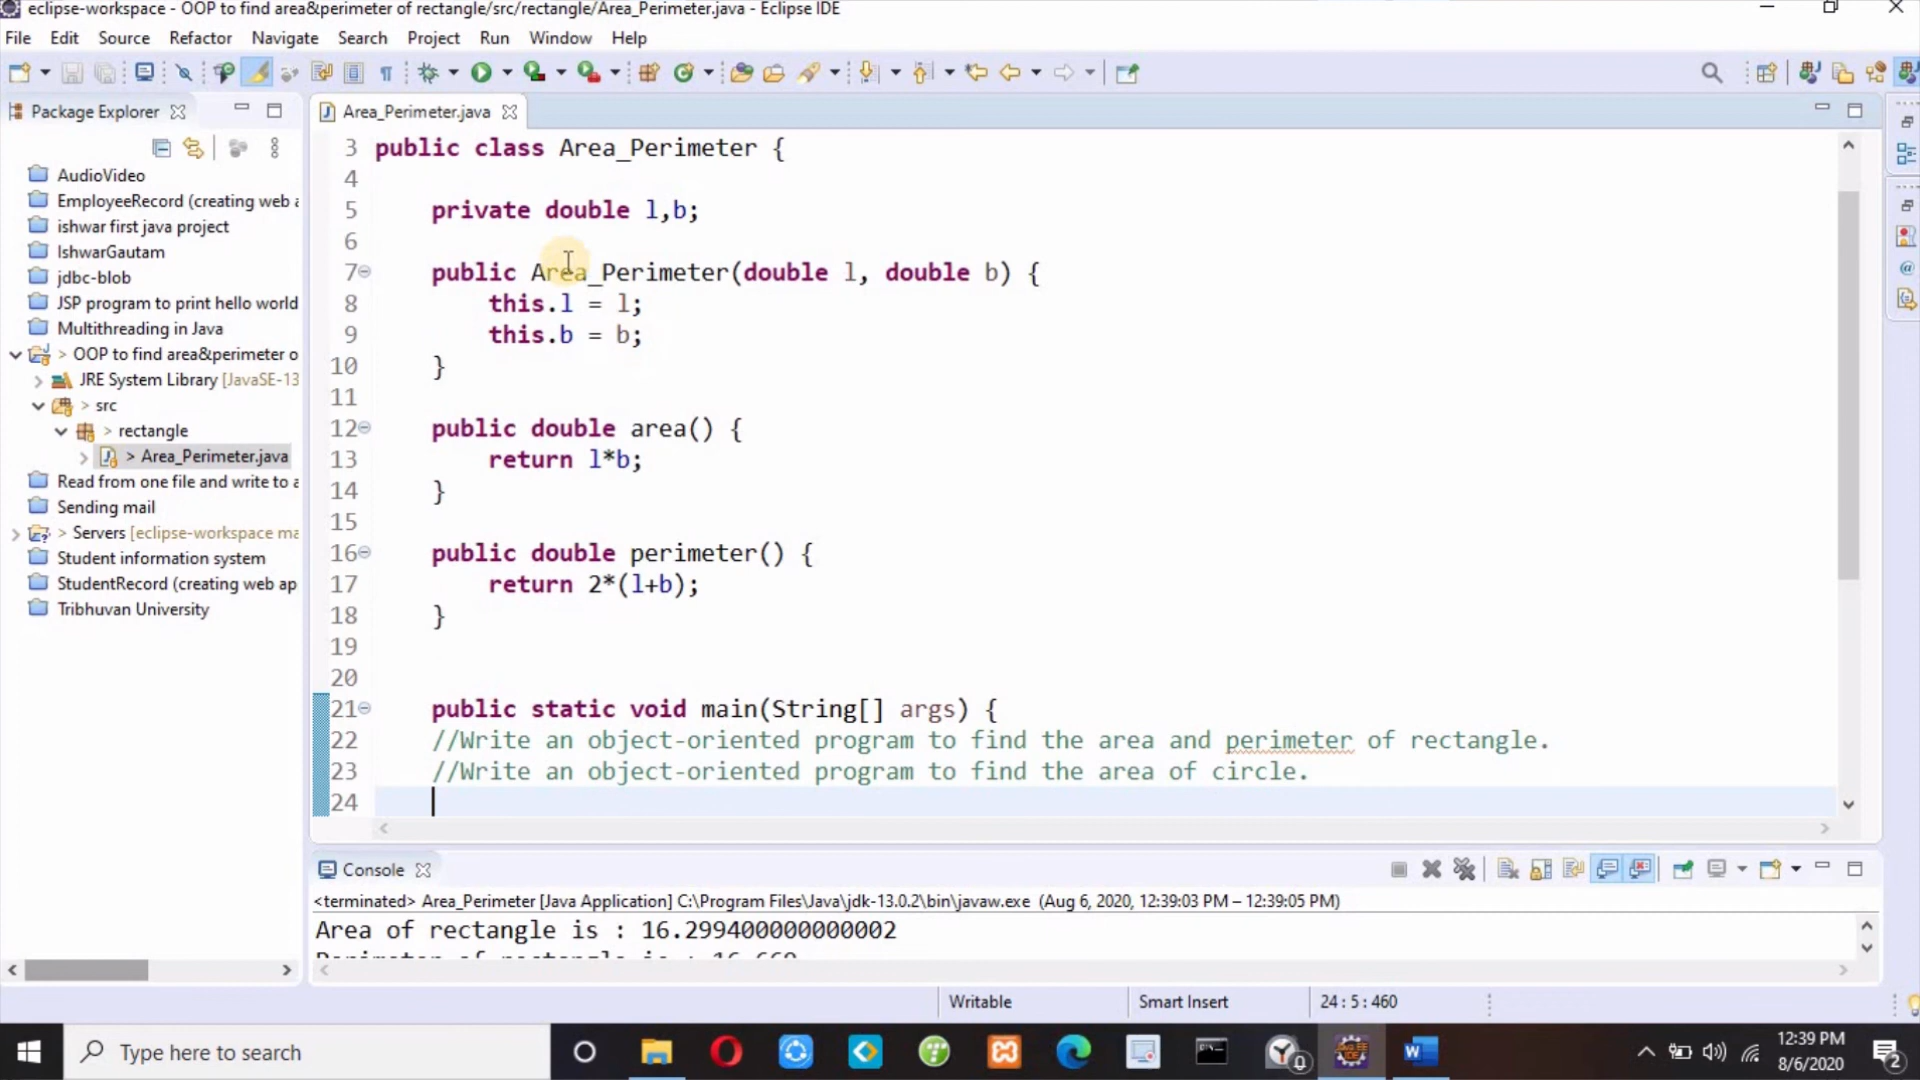 eclipse-workspace - OOP to find area&perimeter of rectangle/src/rectangle/Area_Perimeter.java - Eclipse IDE
File Edit Source Refactor Navigate Search Project Run Window Help
Package Explorer
AudioVideo
EmployeeRecord (creating web a
ishwar first java project
IshwarGautam
jdbc-blob
JSP program to print hello world
Multithreading in Java
> OOP to find area&perimeter o
JRE System Library [JavaSE-13
> src
> rectangle
> Area_Perimeter.java
Read from one file and write to a
Sending mail
> Servers [eclipse-workspace ma
Student information system
StudentRecord (creating web ap
Tribhuvan University
Area_Perimeter.java
3 public class Area_Perimeter {
4
5 private double l,b;
6
7 public Area_Perimeter(double l, double b) {
8 this.l = l;
9 this.b = b;
10 }
11
12 public double area() {
13 return l*b;
14 }
15
16 public double perimeter() {
17 return 2*(l+b);
18 }
19
20
21 public static void main(String[] args) {
22 //Write an object-oriented program to find the area and perimeter of rectangle.
23 //Write an object-oriented program to find the area of circle.
24
Console
<terminated> Area_Perimeter [Java Application] C:\Program Files\Java\jdk-13.0.2\bin\javaw.exe (Aug 6, 2020, 12:39:03 PM – 12:39:05 PM)
Area of rectangle is : 16.299400000000002
Perimeter of rectangle is : 16.660
Writable Smart Insert 24 : 5 : 460
Type here to search
12:39 PM
8/6/2020
2